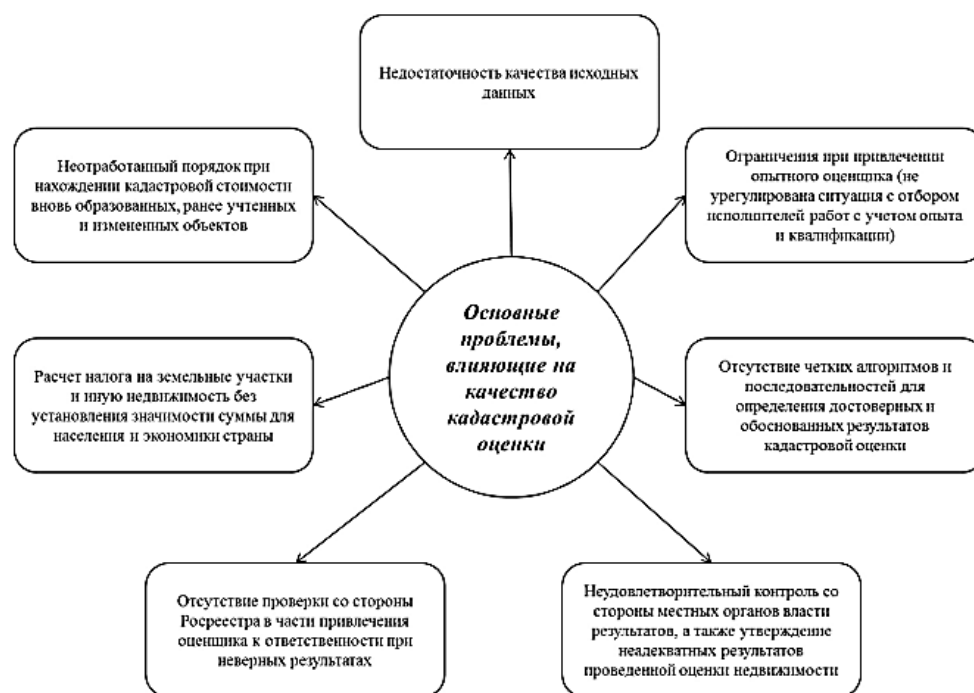 Недостаточность качества исходных
данных
Неотработанный порядок при
нахождении кадастровой стоимости
вновь образованных, ранее учтенных
и измененных объектов
Ограничения при привлечении
опытного оценщика (не
урегулирована ситуация с отбором
исполнителей работ с учетом опыта
и квалификации)
Основные
проблемы,
влияющие на
качество
кадастровой
оценки
Расчет налога на земельные участки
и иную недвижимость без
установления значимости суммы для
населения и экономики страны
Отсутствие четких алгоритмов и
последовательностей для
определения достоверных и
обоснованных результатов
кадастровой оценки
Отсутствие проверки со стороны
Росреестра в части привлечения
оценщика к ответственности при
неверных результатах
Неудовлетворительный контроль со
стороны местных органов власти
результатов, а также утверждение
неадекватных результатов
проведенной оценки недвижимости